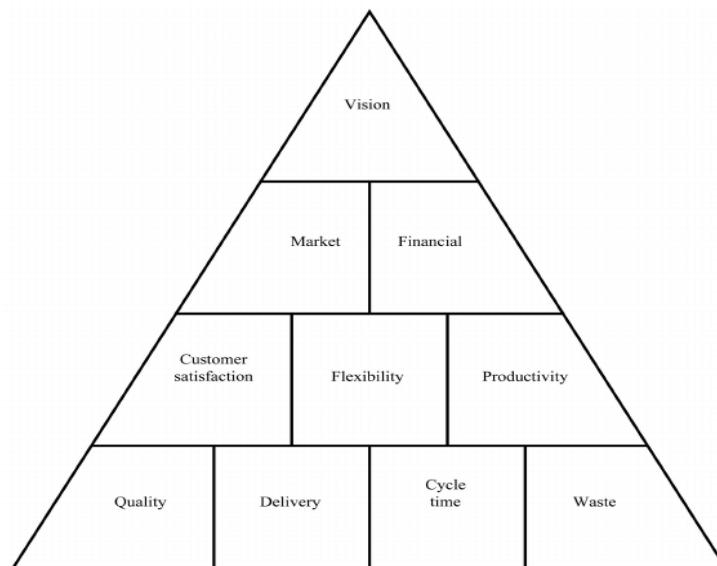 Vision
Market
Financial
Customer
satisfaction
Flexibility
Productivity
Quality
Delivery
Cycle
time
Waste